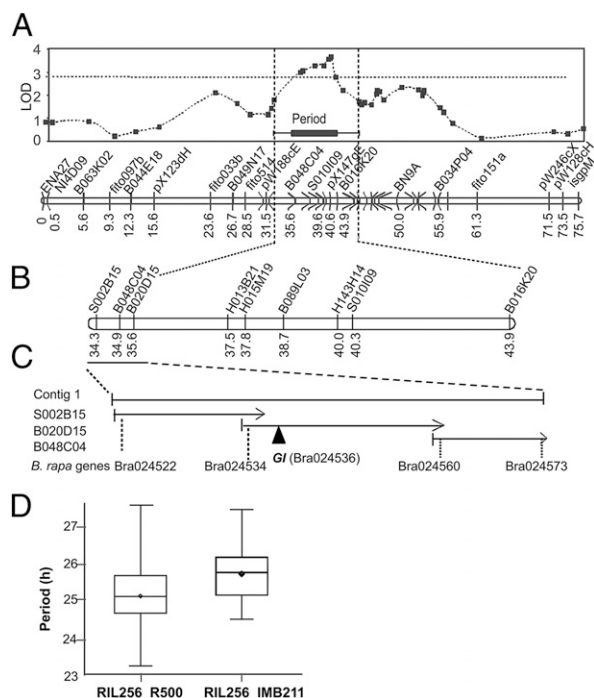 A
4
3
2
1
0
LOD
Period
ENA27 NI4D09 B063K02 fito097b B044E18 pX123dH fito033b B049N17 fito514 pW188cE B048C04 S010I09 pX147cE B016K20 BN9A B034P04 fito151a pW246cX pW128cH isgpM
0 0.5 5.6 9.3 12.3 15.6 23.6 26.7 28.5 31.5 35.6 39.6 40.6 43.9 50.0 55.9 61.3 71.5 73.5 75.7
B
S002B15 B048C04 B020D15 H013B21 H015M19 B089L03 H143H14 S010I09 B019K20
34.3 34.9 35.6 37.5 37.8 38.7 40.0 40.3 43.9
C
Contig 1
S002B15
B020D15
B048C04
GI (Bra024536)
B. rapa genes Bra024522 Bra024534 Bra024560 Bra024573
D
27
26
25
24
23
Period (h)
RIL256_R500 RIL256_IMB211